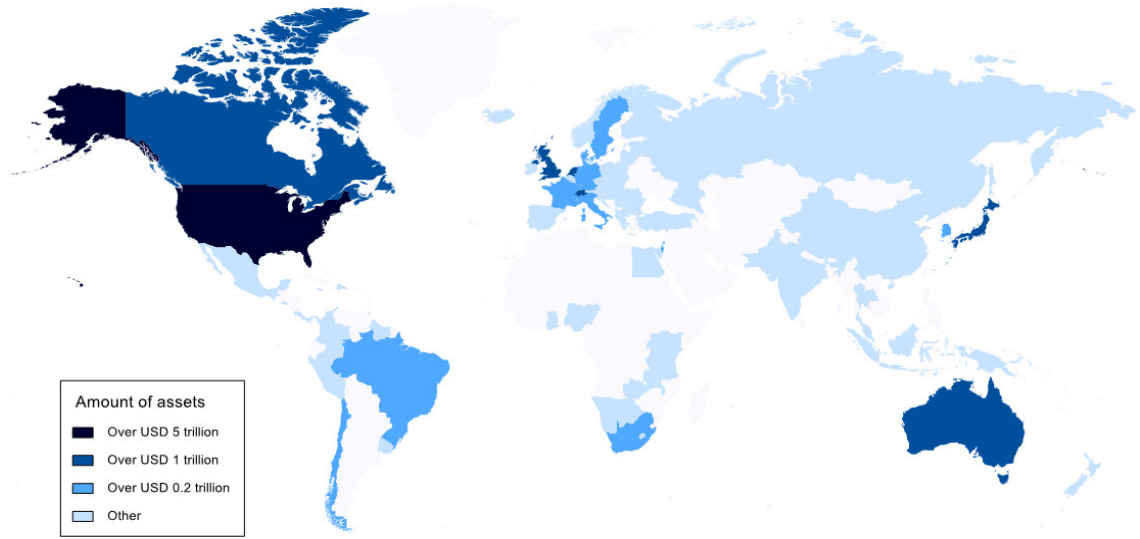 Amount of assets
Over USD 5 trillion
Over USD 1 trillion
Over USD 0.2 trillion
Other